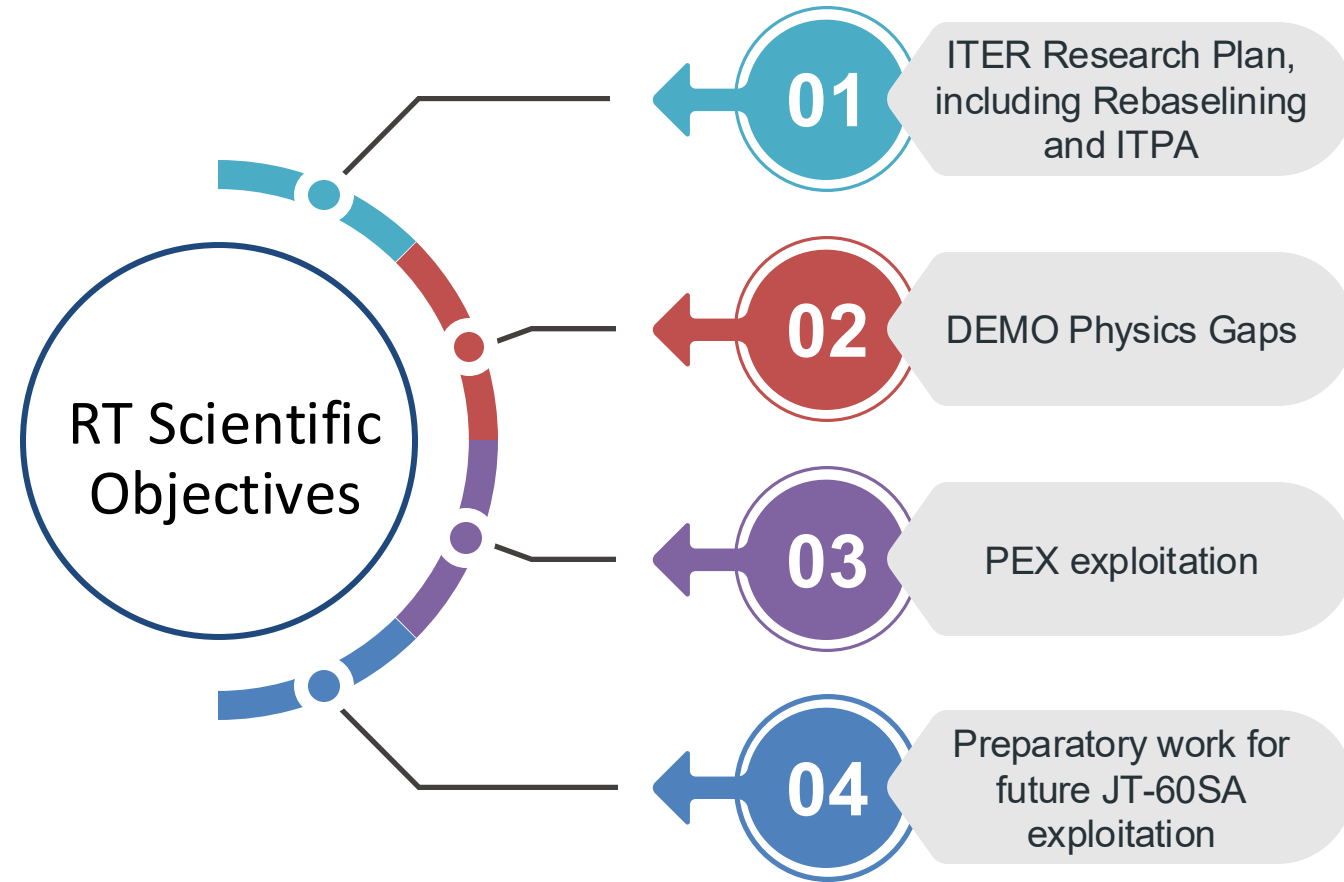 RT Scientific
Objectives
01
ITER Research Plan,
including Rebaselining
and ITPA
02
DEMO Physics Gaps
03
PEX exploitation
04
Preparatory work for
future JT-60SA
exploitation